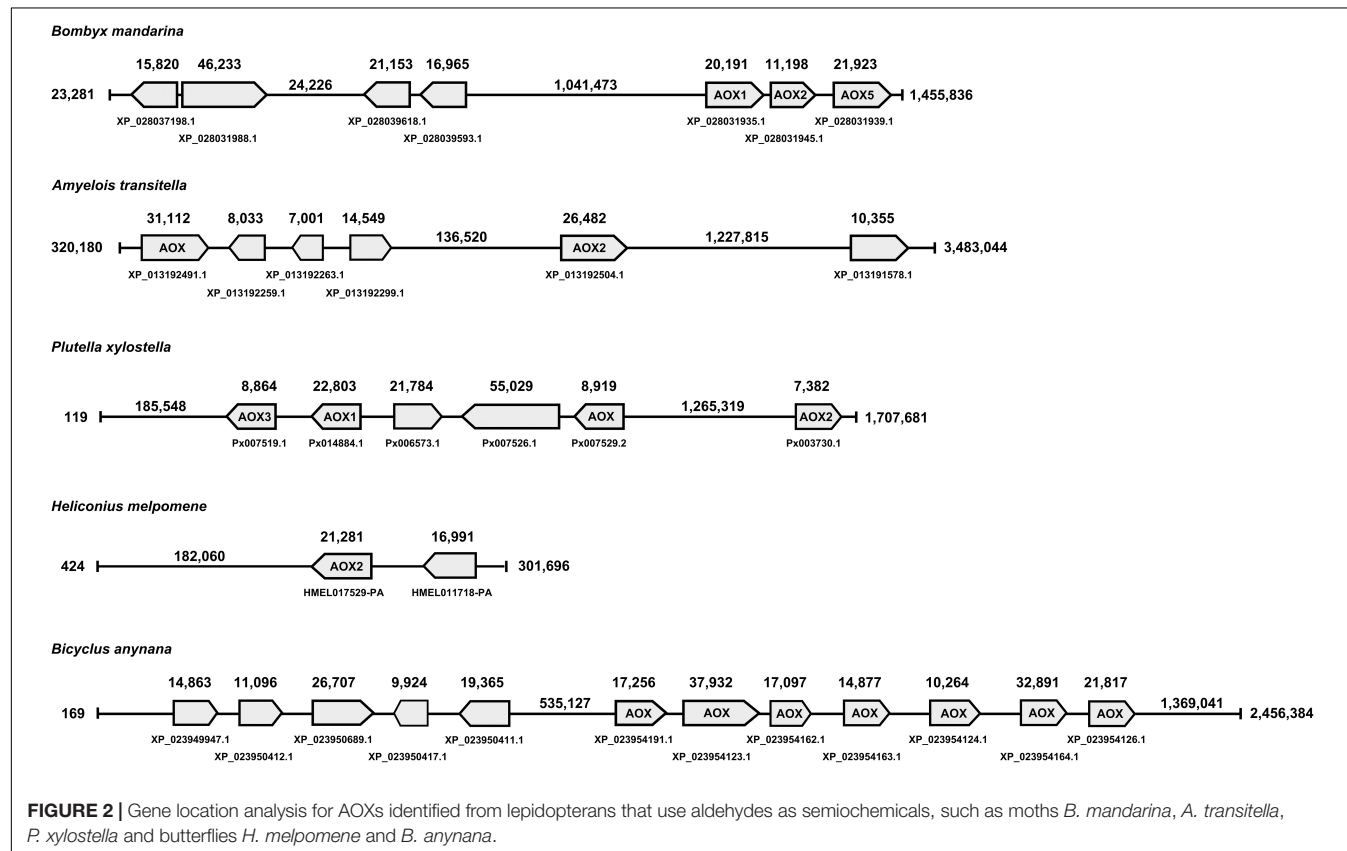 Bombyx mandarina
15,820 46,233 21,153 16,965 20,191 11,198 21,923
23,281 24,226 1,041,473 AOX1 AOX2 AOX5 1,455,836
XP_028037198.1 XP_028039618.1 XP_028031935.1 XP_028031939.1
XP_028031988.1 XP_028039593.1 XP_028031945.1
Amyelois transitella
31,112 8,033 7,001 14,549 26,482 10,355
320,180 AOX 136,520 AOX2 1,227,815 3,483,044
XP_013192491.1 XP_013192263.1 XP_013192504.1 XP_013191578.1
XP_013192259.1 XP_013192299.1
Plutella xylostella
8,864 22,803 21,784 55,029 8,919 7,382
119 185,548 AOX3 AOX1 AOX 1,265,319 AOX2 1,707,681
Px007519.1 Px014884.1 Px006573.1 Px007526.1 Px007529.2 Px003730.1
Heliconius melpomene
21,281 16,991
424 182,060 AOX2 301,696
HMEL017529-PA HMEL011718-PA
Bicyclus anynana
14,863 11,096 26,707 9,924 19,365 17,256 37,932 17,097 14,877 10,264 32,891 21,817
169 535,127 AOX AOX AOX AOX AOX AOX AOX 1,369,041 2,456,384
XP_023949947.1 XP_023950689.1 XP_023950411.1 XP_023954191.1 XP_023954162.1 XP_023954124.1 XP_023954126.1
XP_023950412.1 XP_023950417.1 XP_023954123.1 XP_023954163.1 XP_023954164.1
FIGURE 2 | Gene location analysis for AOXs identified from lepidopterans that use aldehydes as semiochemicals, such as moths B. mandarina, A. transitella,
P. xylostella and butterflies H. melpomene and B. anynana.